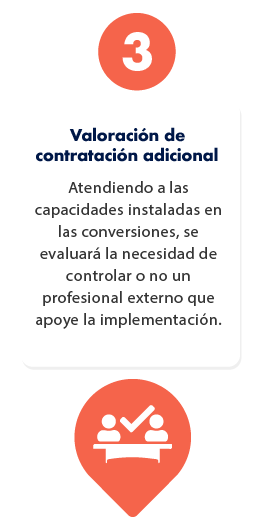 3
Valoración de
contratación adicional
Atendiendo a las
capacidades instaladas en
las conversiones, se
evaluará la necesidad de
controlar o no un
profesional externo que
apoye la implementación.